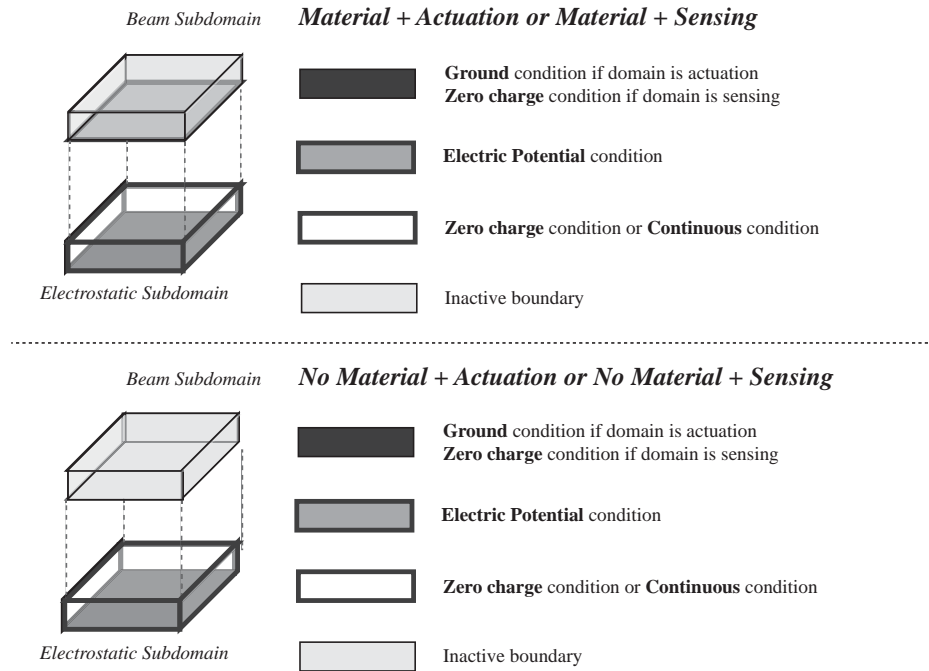 Beam Subdomain
Material + Actuation or Material + Sensing
Ground condition if domain is actuation
Zero charge condition if domain is sensing
Electric Potential condition
Zero charge condition or Continuous condition
Electrostatic Subdomain
Inactive boundary
Beam Subdomain
No Material + Actuation or No Material + Sensing
Ground condition if domain is actuation
Zero charge condition if domain is sensing
Electric Potential condition
Zero charge condition or Continuous condition
Electrostatic Subdomain
Inactive boundary